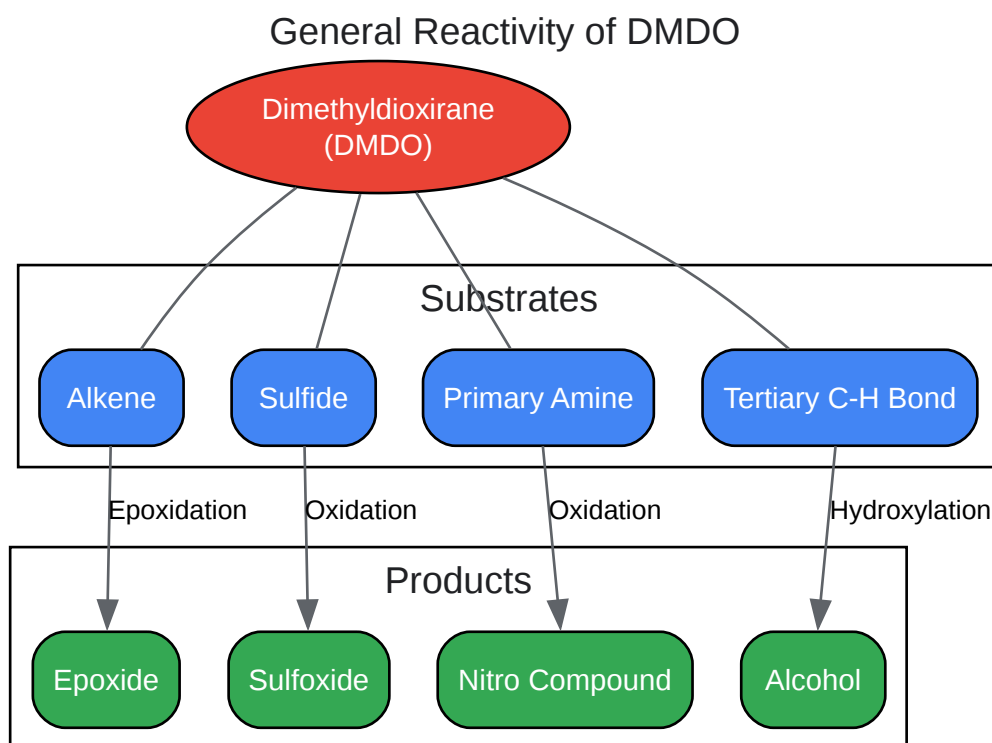 General Reactivity of DMDO
Dimethyldioxirane
(DMDO)
Substrates
Alkene
Sulfide
Primary Amine
Tertiary C-H Bond
Epoxidation
Oxidation
Oxidation
Hydroxylation
Products
Epoxide
Sulfoxide
Nitro Compound
Alcohol